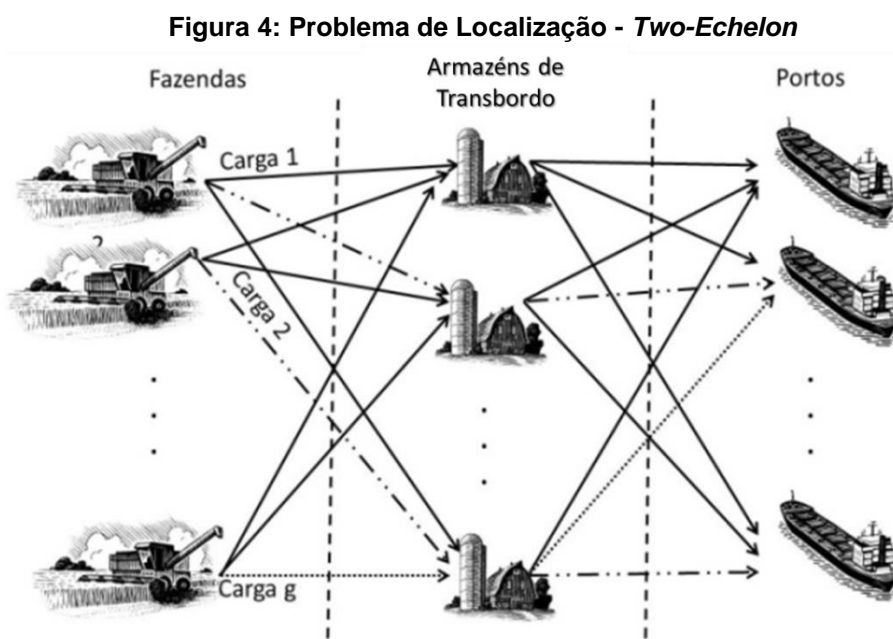 Figura 4: Problema de Localização - Two-Echelon
Fazendas
Armazéns de
Transbordo
Portos
Carga 1
Carga 2
Carga g